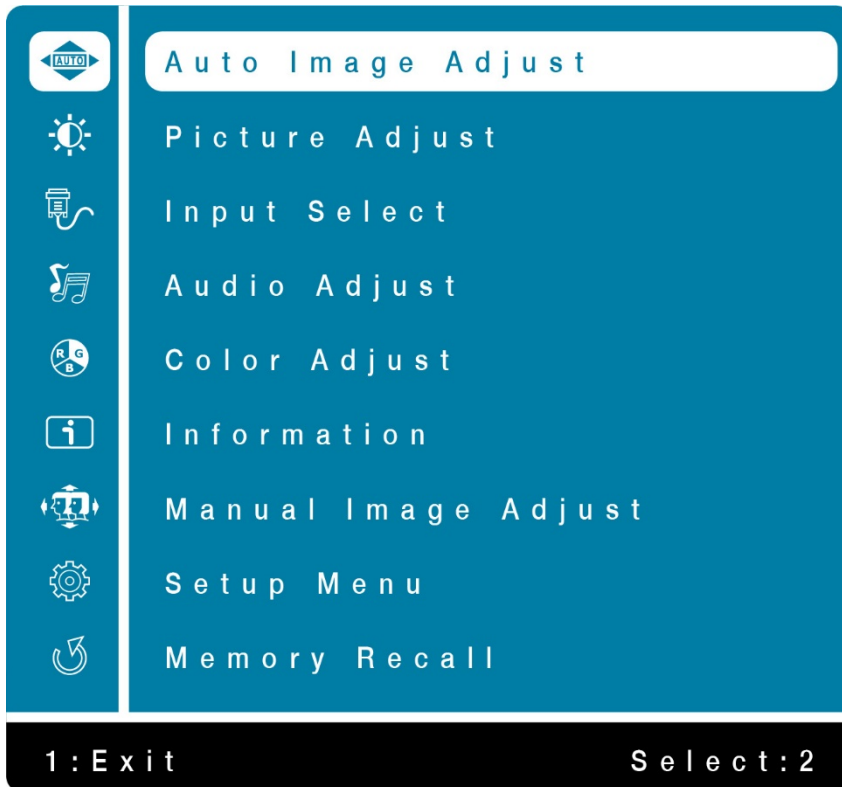 AUTO Auto Image Adjust
Picture Adjust
Input Select
Audio Adjust
R G B Color Adjust
i Information
Manual Image Adjust
Setup Menu
Memory Recall
1:Exit Select:2